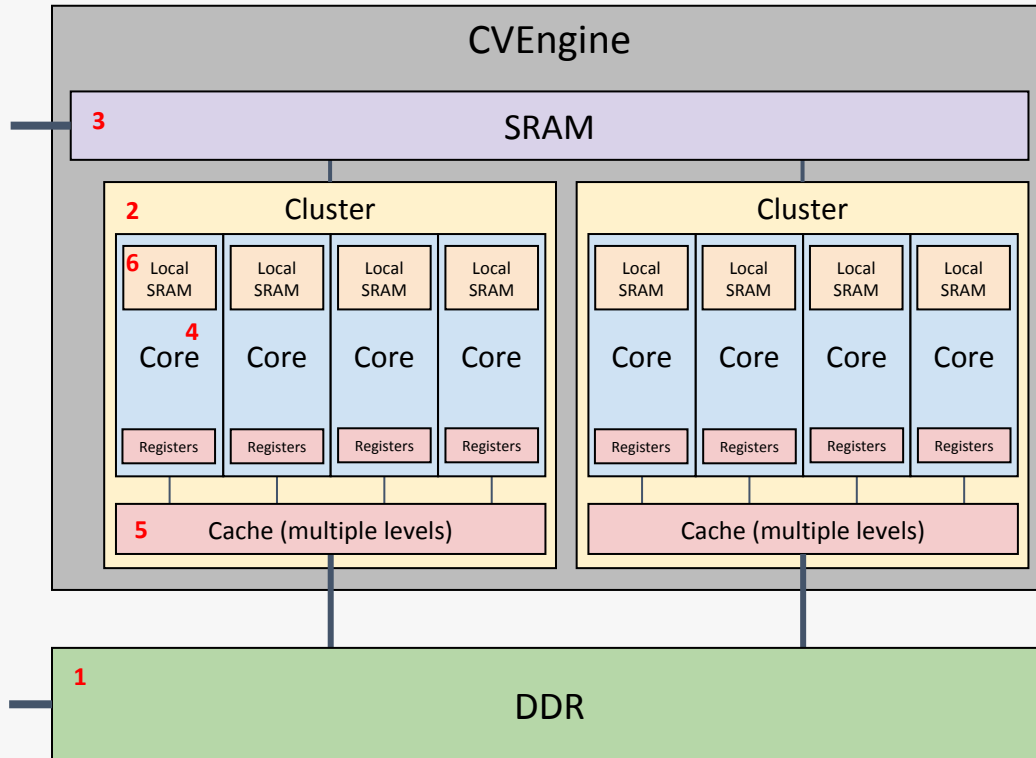 CVEngine
3 SRAM
2 Cluster Cluster
6 Local Local Local Local Local Local Local Local
SRAM SRAM SRAM SRAM SRAM SRAM SRAM SRAM
4
Core Core Core Core Core Core Core Core
Registers Registers Registers Registers Registers Registers Registers Registers
5 Cache (multiple levels) Cache (multiple levels)
1
DDR